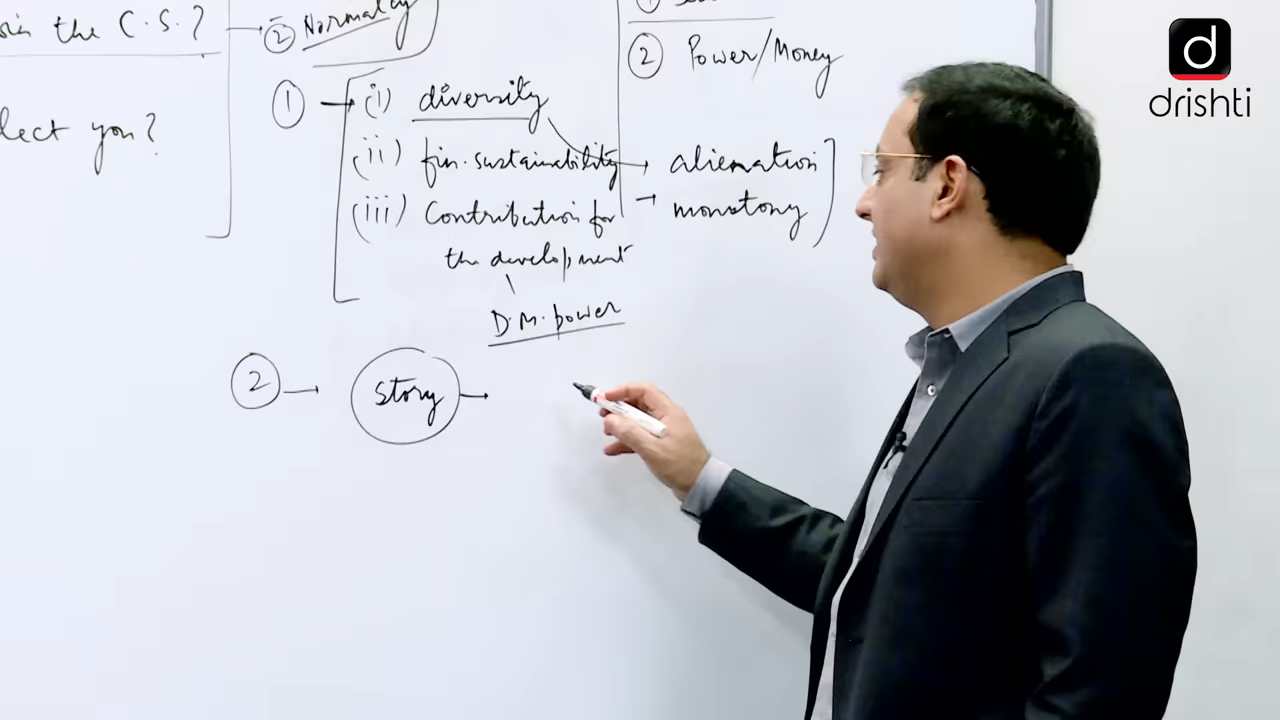 the C.S.? → ② Normalcy
lect you?
① → (i) diversity
(ii) fin. sustainability → alienation
(iii) Contribution for → monotony
the development
D.M. power
② → Story →
①
② Power/Money
d
drishti